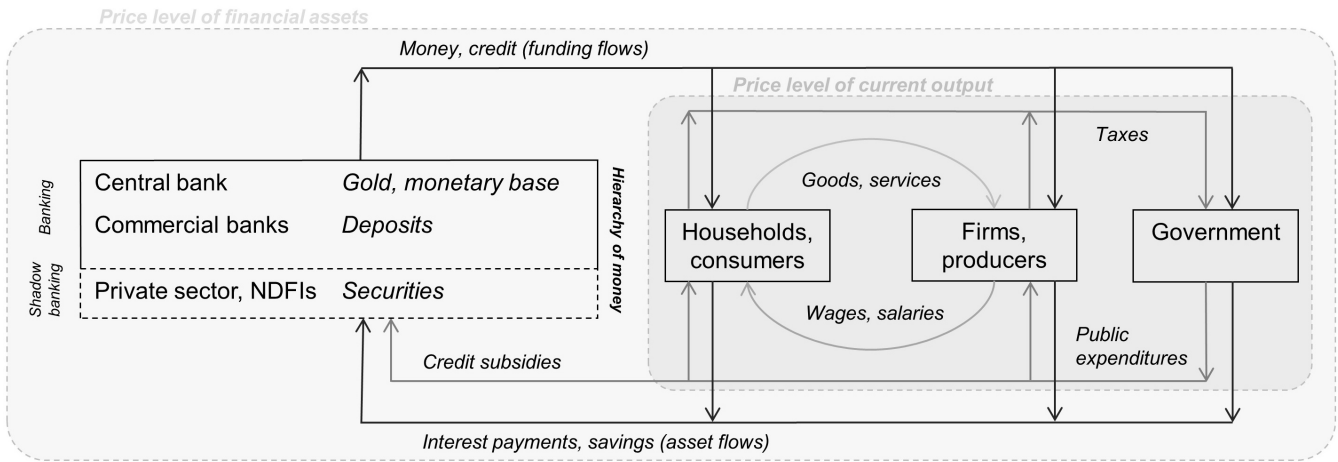 Price level of financial assets
Money, credit (funding flows)
Price level of current output
Taxes
Banking
Central bank Gold, monetary base
Commercial banks Deposits
Shadow
banking
Private sector, NDFIs Securities
Hierarchy of money
Goods, services
Households,
consumers
Firms,
producers
Government
Wages, salaries
Public
expenditures
Credit subsidies
Interest payments, savings (asset flows)